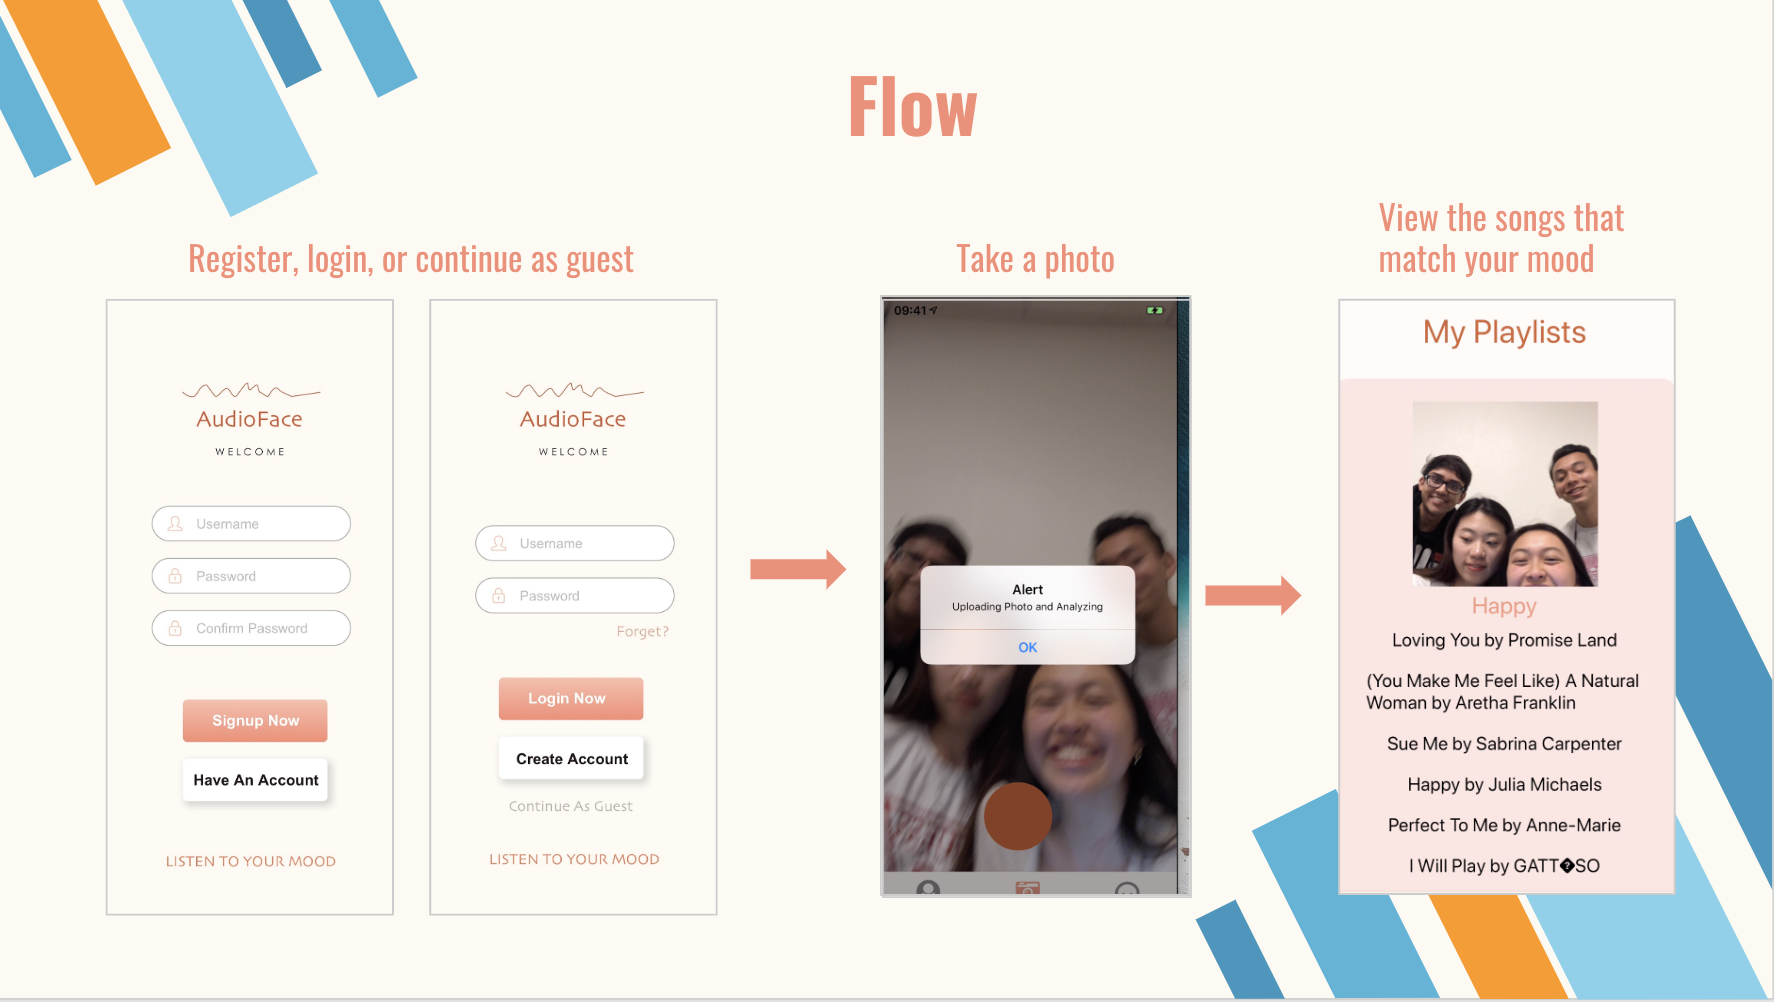 Flow
Register, login, or continue as guest
AudioFace
WELCOME
Username
Password
Confirm Password
Signup Now
Have An Account
LISTEN TO YOUR MOOD
AudioFace
WELCOME
Username
Password
Forget?
Login Now
Create Account
Continue As Guest
LISTEN TO YOUR MOOD
Take a photo
09:41
Alert
Uploading Photo and Analyzing
OK
View the songs that
match your mood
My Playlists
Happy
Loving You by Promise Land
(You Make Me Feel Like) A Natural
Woman by Aretha Franklin
Sue Me by Sabrina Carpenter
Happy by Julia Michaels
Perfect To Me by Anne-Marie
I Will Play by GATT�SO